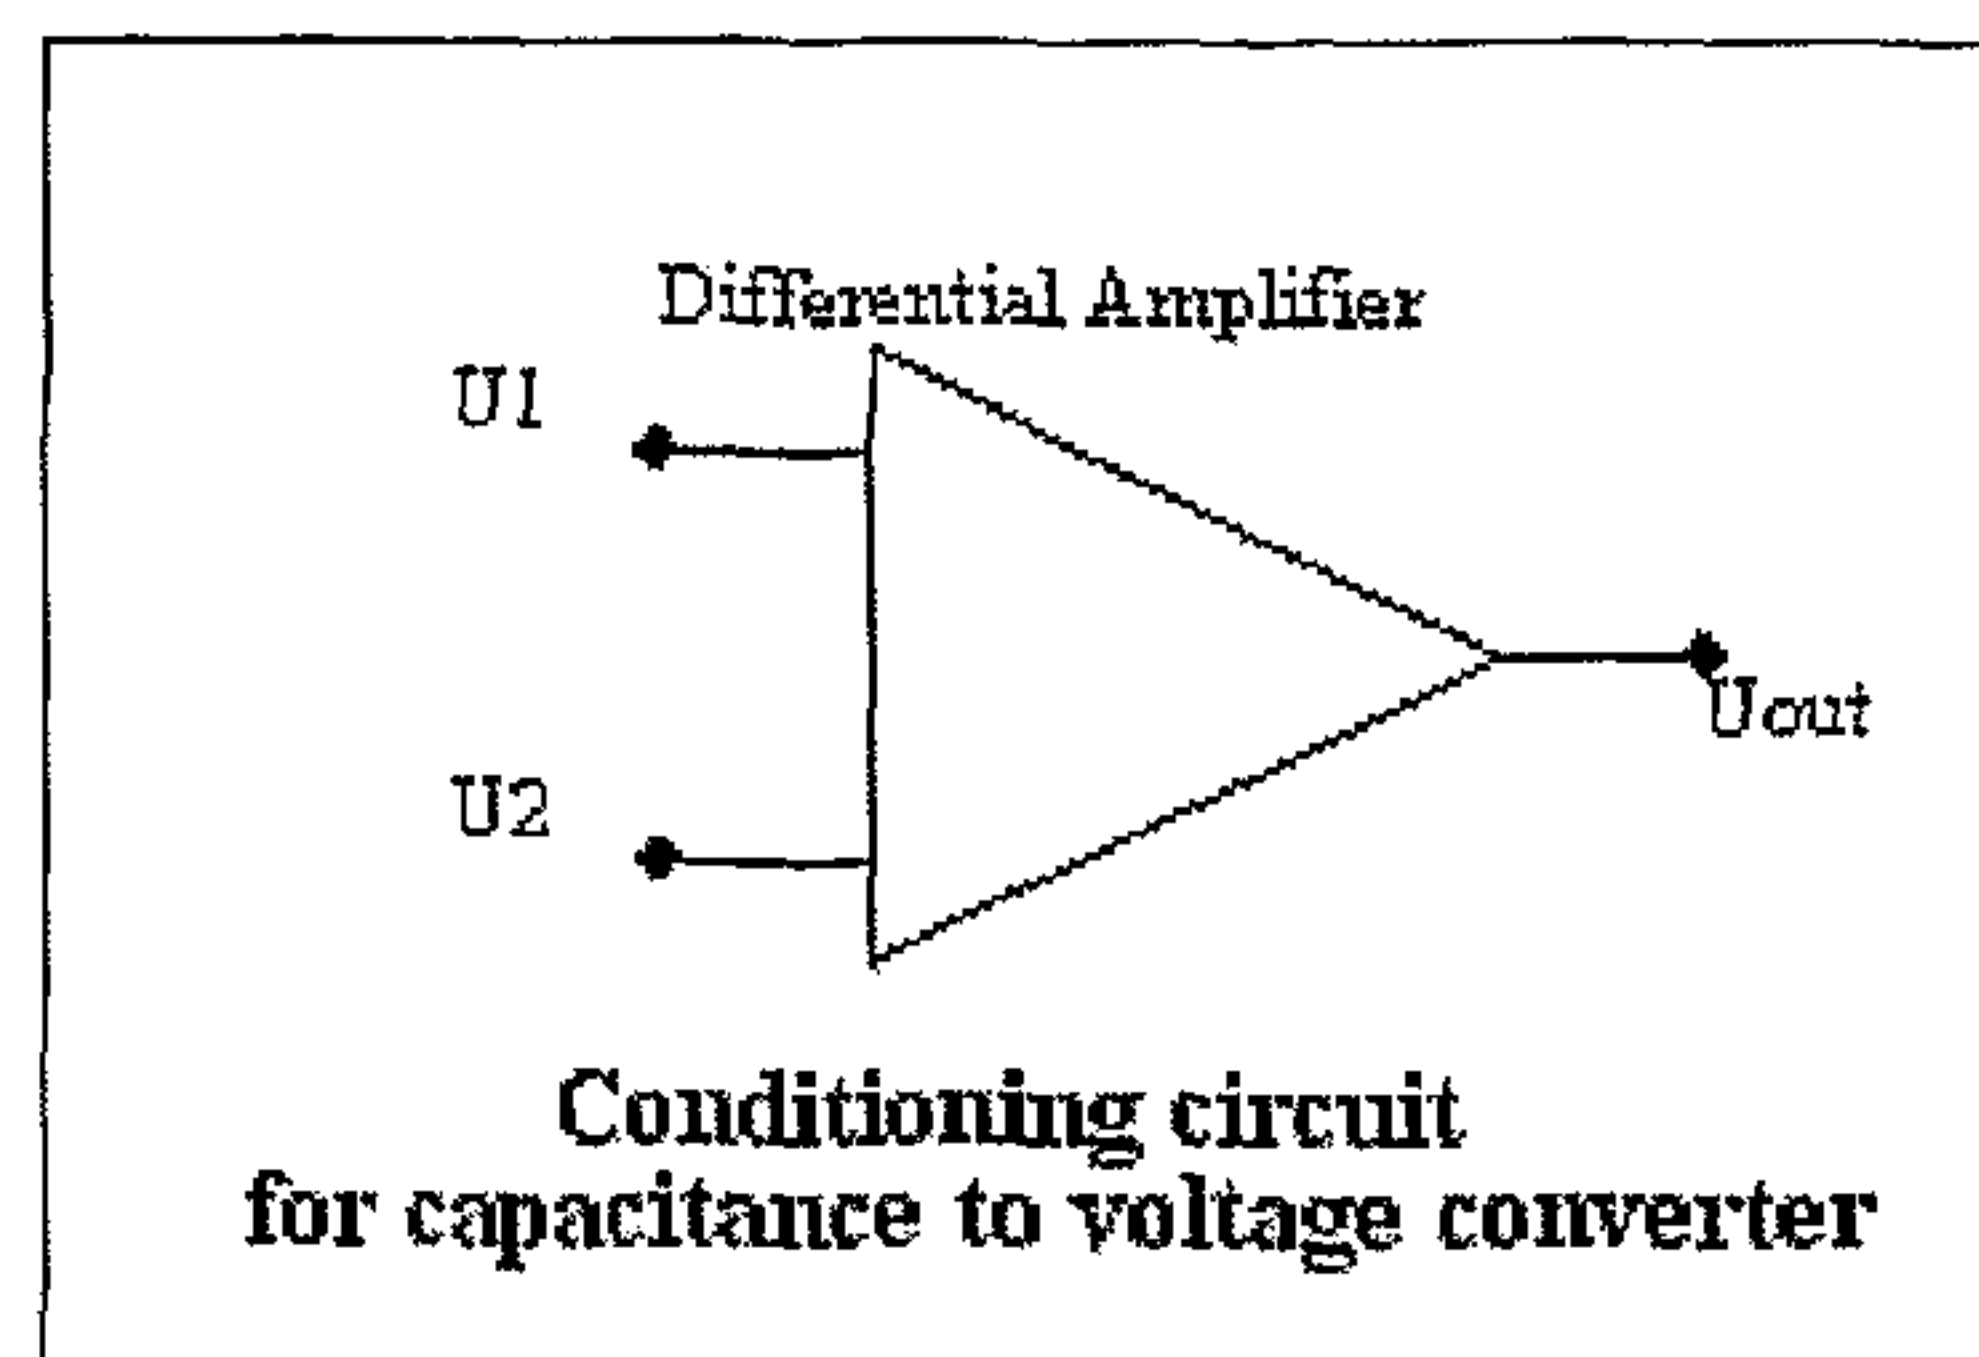 Differential Amplifier
U1
U2
Uout
Conditioning circuit
for capacitance to voltage converter